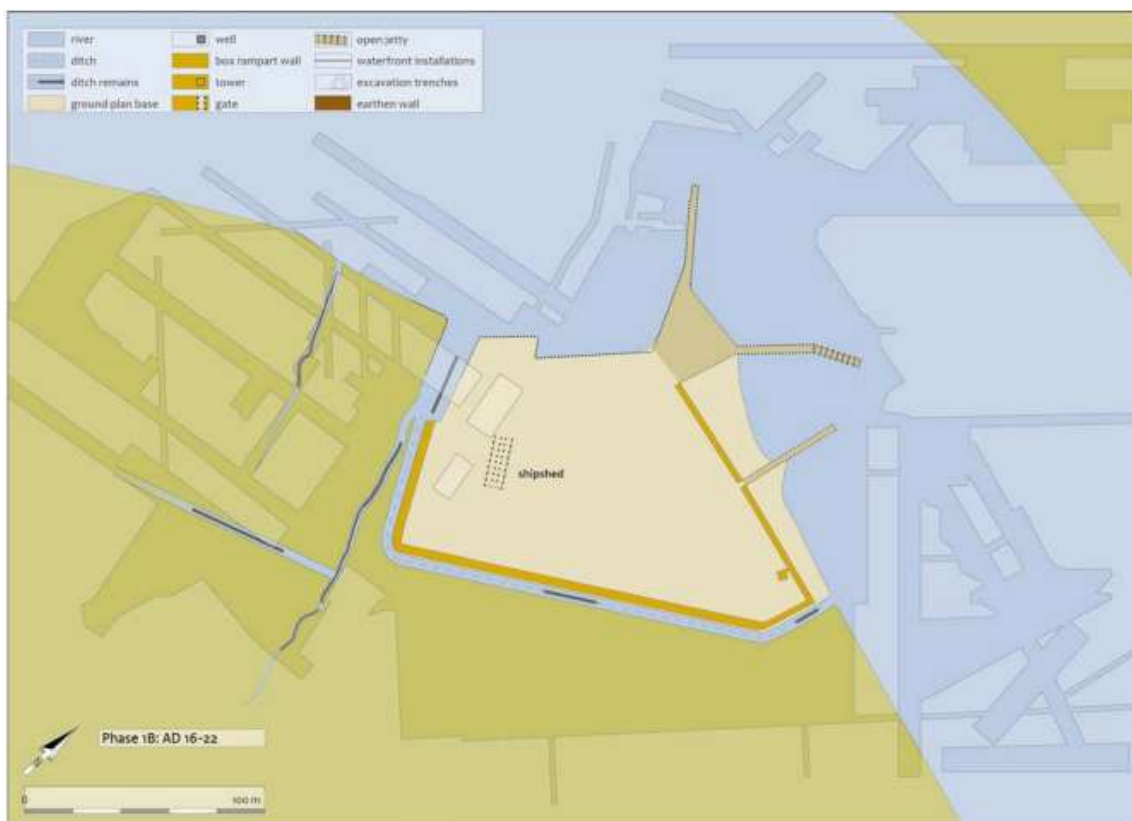 river
ditch
ditch remains
ground plan base
well
box rampart wall
tower
gate
open jetty
waterfront installations
excavation trenches
earthen wall
shipshed
Phase 1B: AD 16-22
0 100 m